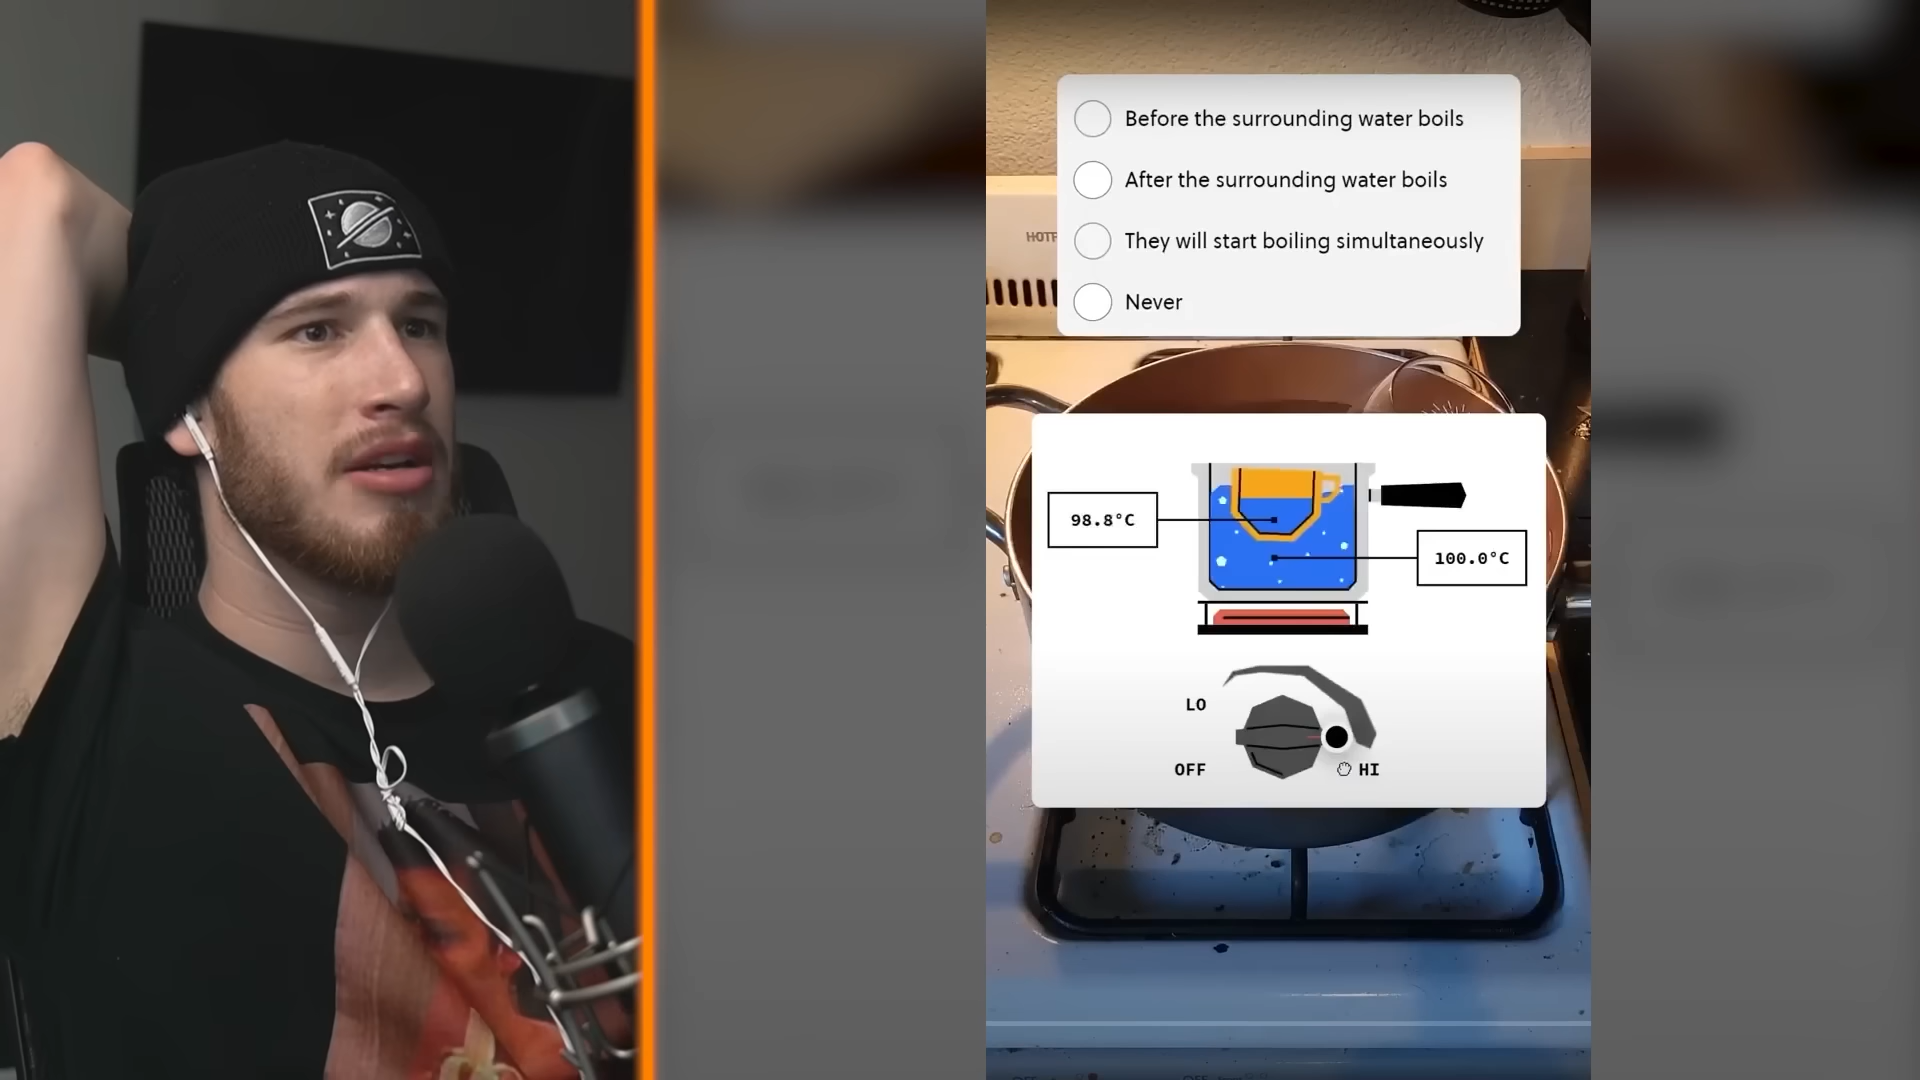 Before the surrounding water boils
After the surrounding water boils
They will start boiling simultaneously
Never
98.8°C
100.0°C
LO
OFF
HI